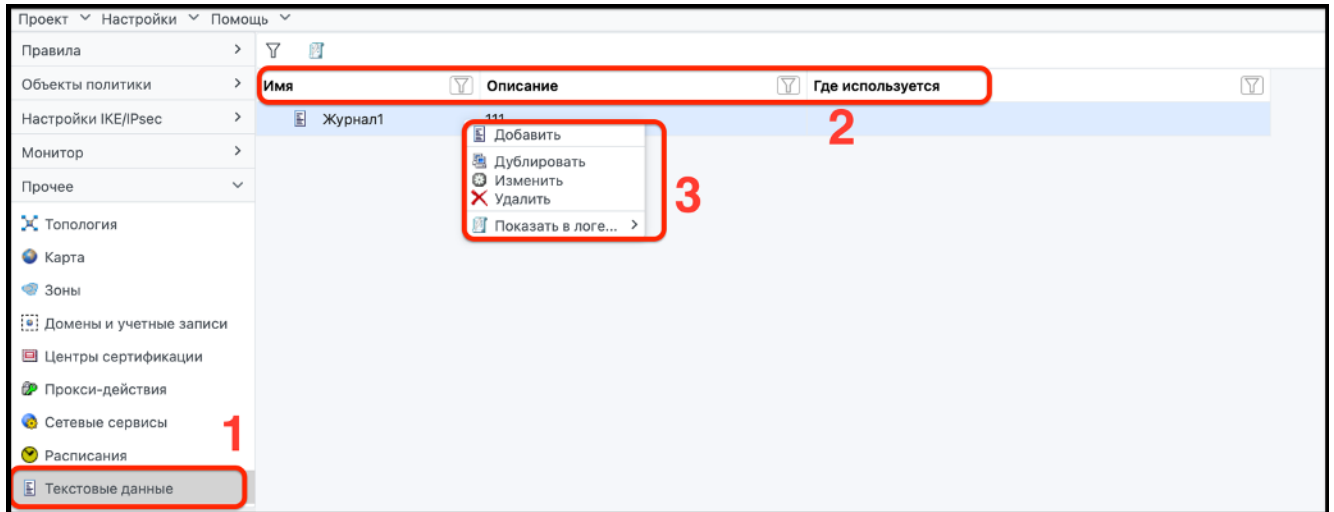 Проект Настройки Помощь
Правила
Объекты политики
Имя Описание Где используется
Настройки IKE/IPsec
Журнал1 111
2
Добавить
Монитор
Дублировать
Прочее
Изменить
3
Удалить
Топология
Показать в логе...
Карта
Зоны
Домены и учетные записи
Центры сертификации
Прокси-действия
Сетевые сервисы
1
Расписания
Текстовые данные